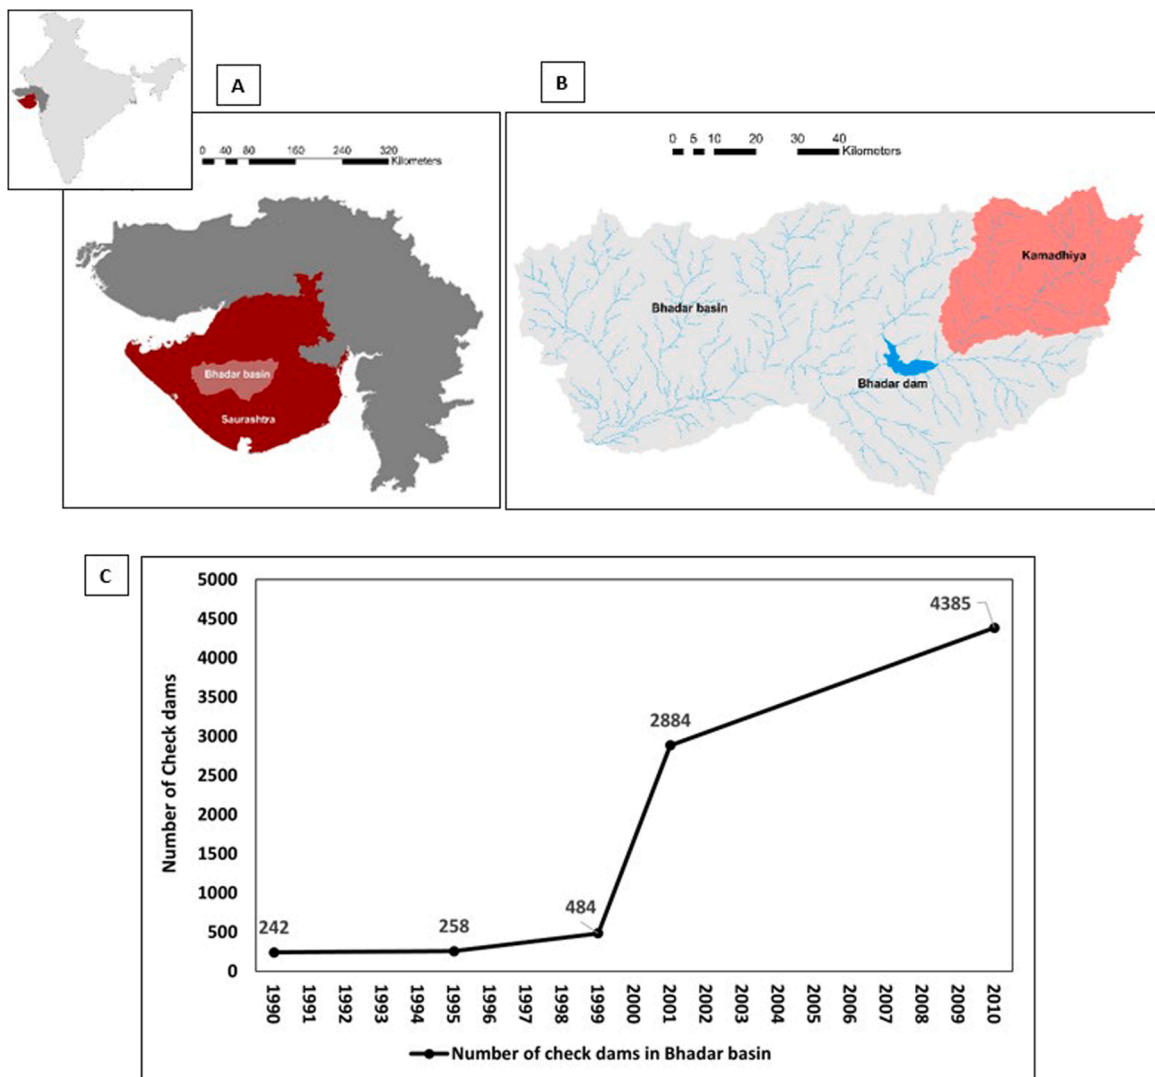 A
B
0 40 80 160 240 320
Kilometers
Bhadar basin
Saurashtra
0 5 10 20 30 40
Kilometers
Kamadhiya
Bhadar basin
Bhadar dam
C
5000
4500
4000
3500
3000
2500
2000
1500
1000
500
0
Number of Check dams
242
258
484
2884
4385
1990
1991
1992
1993
1994
1995
1996
1997
1998
1999
2000
2001
2002
2003
2004
2005
2006
2007
2008
2009
2010
Number of check dams in Bhadar basin